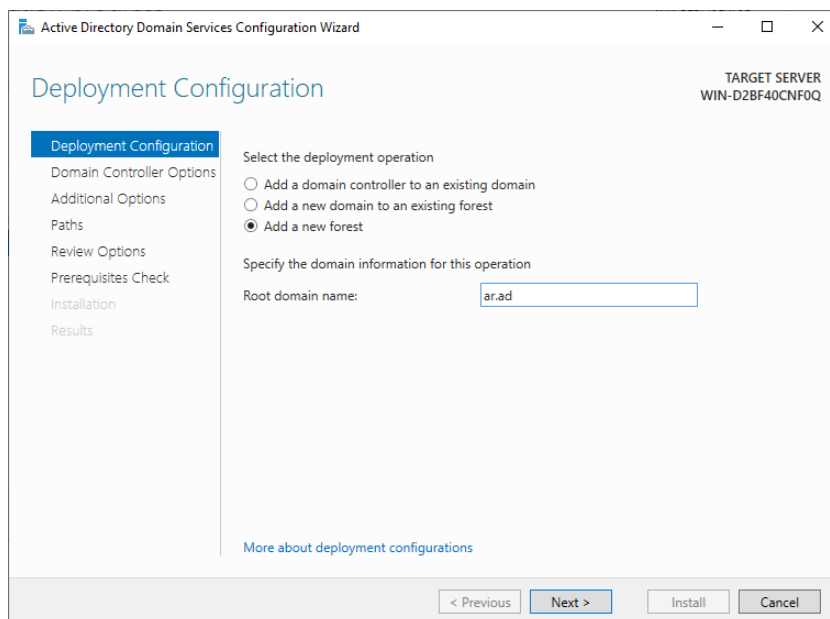 Active Directory Domain Services Configuration Wizard
Deployment Configuration
TARGET SERVER
WIN-D2BF40CNF0Q
Deployment Configuration
Domain Controller Options
Additional Options
Paths
Review Options
Prerequisites Check
Installation
Results
Select the deployment operation
Add a domain controller to an existing domain
Add a new domain to an existing forest
Add a new forest
Specify the domain information for this operation
Root domain name: ar.ad
More about deployment configurations
< Previous Next > Install Cancel